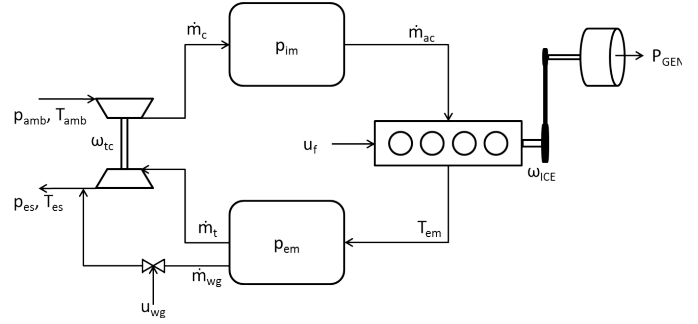 ṁc
pim
ṁac
PGEN
pamb, Tamb
ωtc
uf
ωICE
pes, Tes
ṁt
pem
Tem
ṁwg
uwg